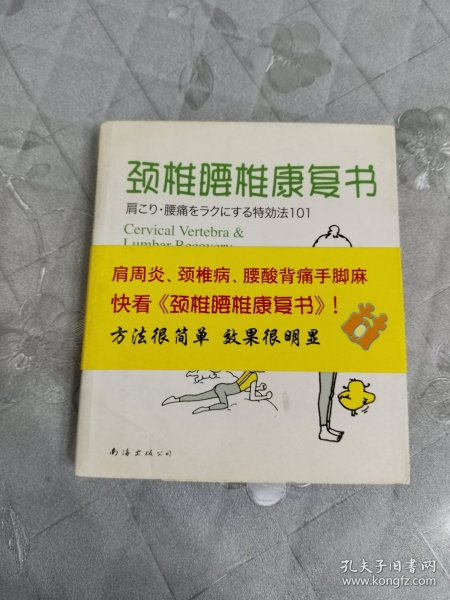 颈椎腰椎康复书
肩こり·腰痛をラクにする特効法101
Cervical Vertebra &
Lumbar Recovery
肩周炎、颈椎病、腰酸背痛手脚麻
快看《颈椎腰椎康复书》!
方法很简单 效果很明显
南海出版公司
孔夫子旧书网
www.kongfz.com